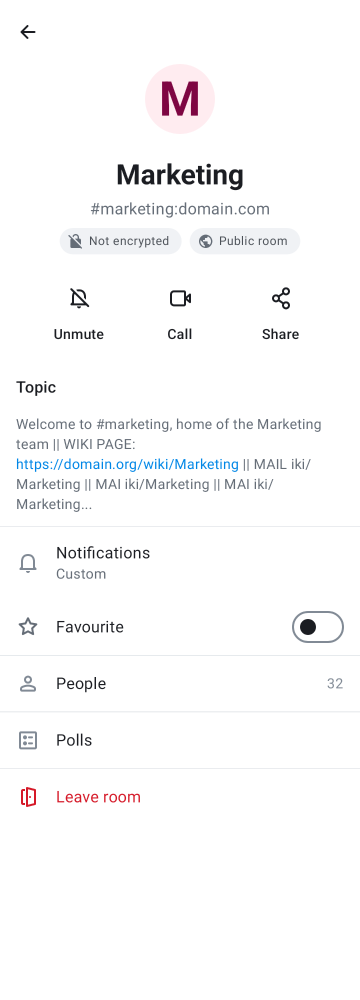 M
Marketing
#marketing:domain.com
Not encrypted Public room
Unmute Call Share
Topic
Welcome to #marketing, home of the Marketing
team || WIKI PAGE:
https://domain.org/wiki/Marketing || MAIL iki/
Marketing || MAI iki/Marketing || MAI iki/
Marketing...
Notifications
Custom
Favourite
People 32
Polls
Leave room